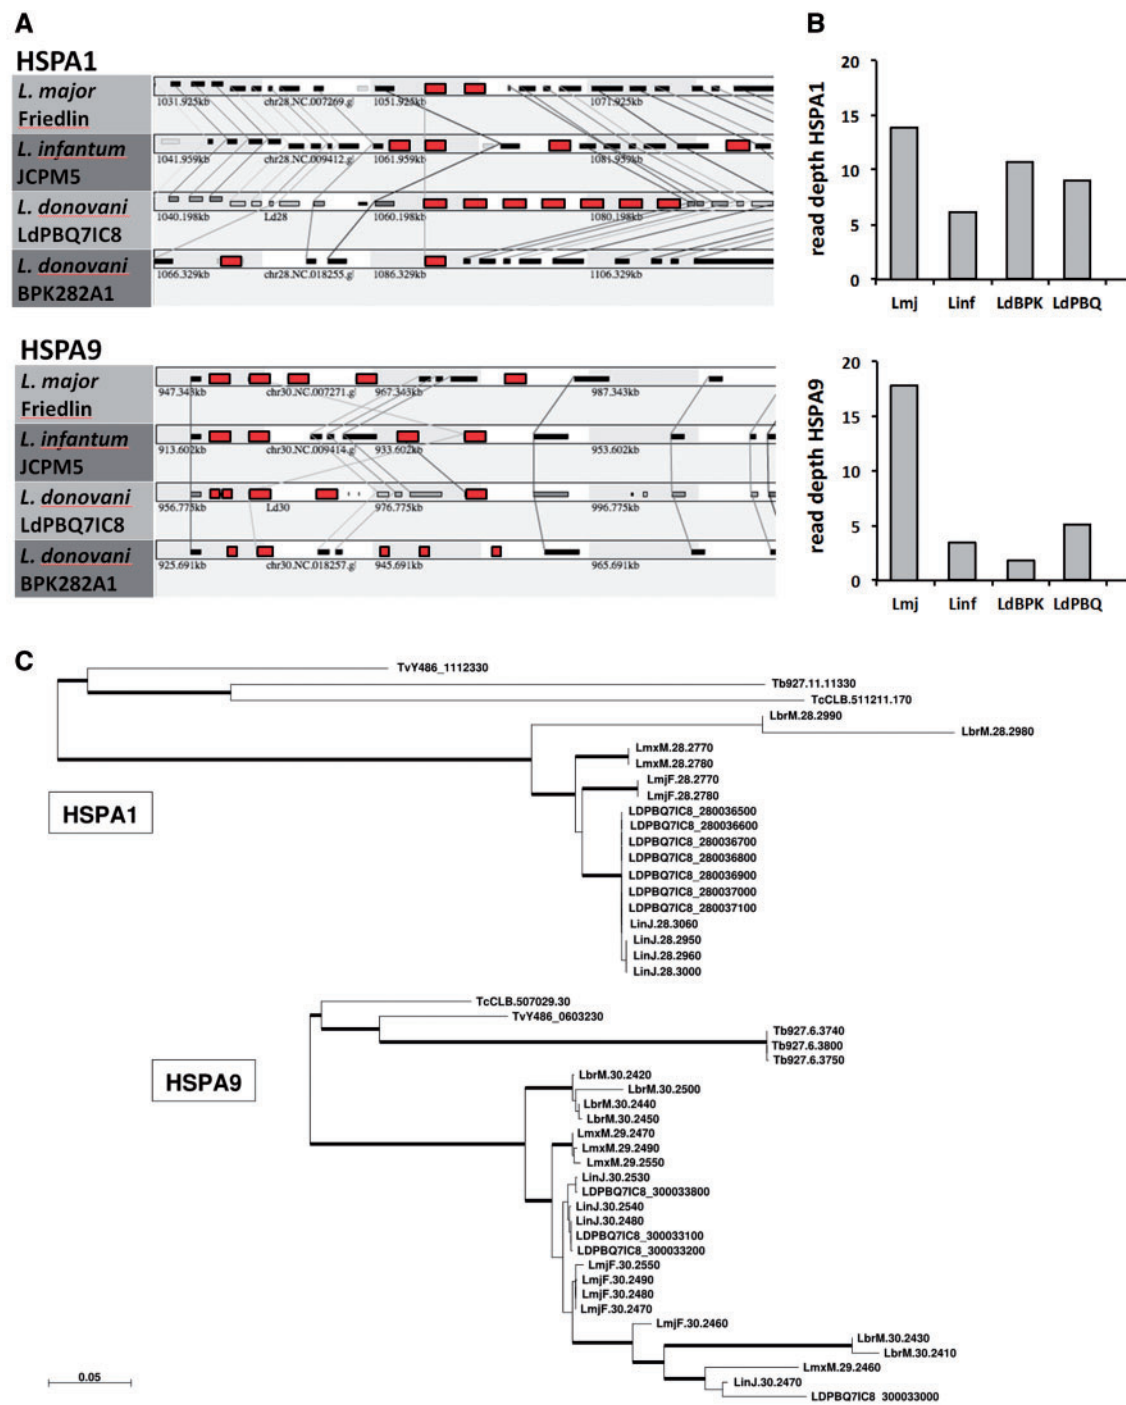 A
HSPA1
L. major
Friedlin
1031.925kb chr28.NC.007269.g/ 1051.925kb 1071.925kb
L. infantum
JCPM5
1041.959kb chr28.NC.009412.g/ 1061.959kb 1081.959kb
L. donovani
LdPBQ7IC8
1040.198kb Ld28 1060.198kb 1080.198kb
L. donovani
BPK282A1
1066.329kb chr28.NC.018255.g/ 1086.329kb 1106.329kb
HSPA9
L. major
Friedlin
947.343kb chr30.NC.007271.g/ 967.343kb 987.343kb
L. infantum
JCPM5
913.602kb chr30.NC.009414.g/ 933.602kb 953.602kb
L. donovani
LdPBQ7IC8
956.775kb Ld30 976.775kb 996.775kb
L. donovani
BPK282A1
925.691kb chr30.NC.018257.g/ 945.691kb 965.691kb
B
read depth HSPA1
20
15
10
5
0
Lmj Linf LdBPK LdPBQ
read depth HSPA9
20
15
10
5
0
Lmj Linf LdBPK LdPBQ
C
TvY486_1112330
Tb927.11.11330
TcCLB.511211.170
LbrM.28.2990
LbrM.28.2980
LmxM.28.2770
LmxM.28.2780
LmjF.28.2770
LmjF.28.2780
HSPA1
LDPBQ7IC8_280036500
LDPBQ7IC8_280036600
LDPBQ7IC8_280036700
LDPBQ7IC8_280036800
LDPBQ7IC8_280036900
LDPBQ7IC8_280037000
LDPBQ7IC8_280037100
LinJ.28.3060
LinJ.28.2950
LinJ.28.2960
LinJ.28.3000
TcCLB.507029.30
TvY486_0603230
Tb927.6.3740
Tb927.6.3800
Tb927.6.3750
HSPA9
LbrM.30.2420
LbrM.30.2500
LbrM.30.2440
LbrM.30.2450
LmxM.29.2470
LmxM.29.2490
LmxM.29.2550
LinJ.30.2530
LDPBQ7IC8_300033800
LinJ.30.2540
LinJ.30.2480
LDPBQ7IC8_300033100
LDPBQ7IC8_300033200
LmjF.30.2550
LmjF.30.2490
LmjF.30.2480
LmjF.30.2470
LmjF.30.2460
LbrM.30.2430
LbrM.30.2410
LmxM.29.2460
LinJ.30.2470
LDPBQ7IC8_300033000
0.05